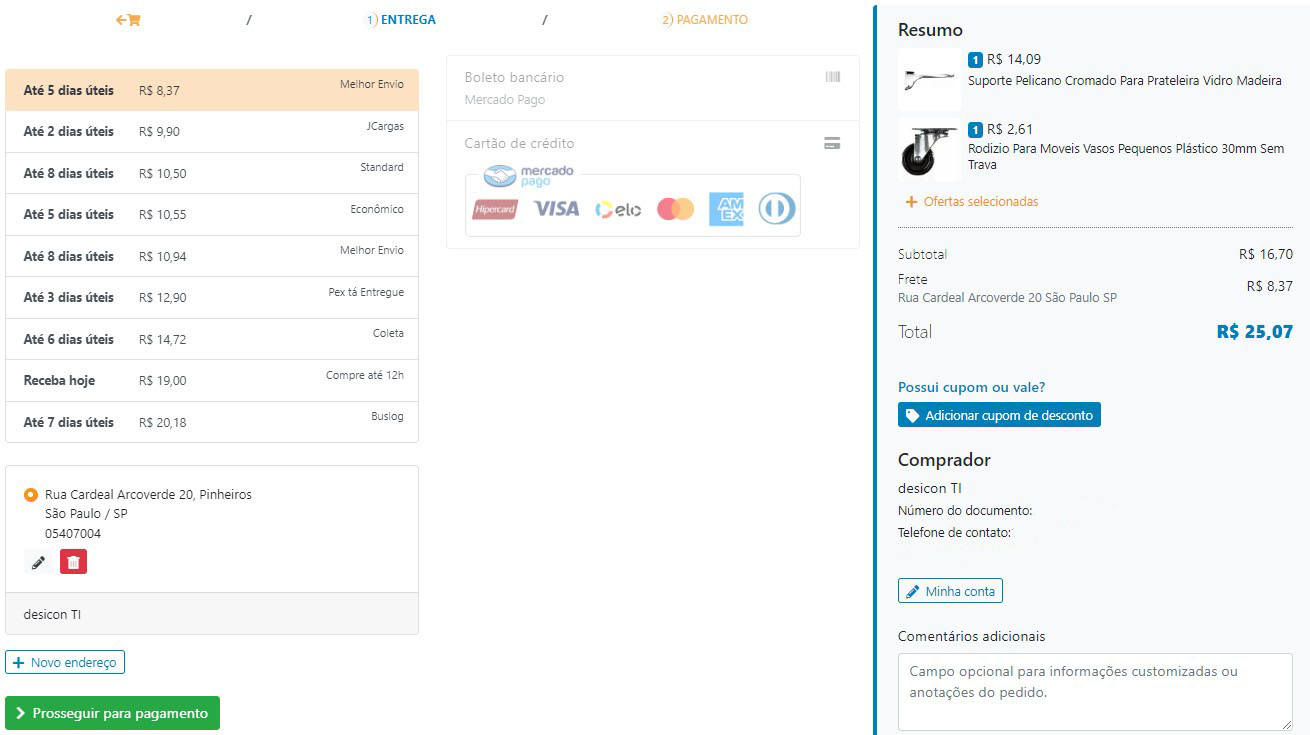 /
1) ENTREGA
/
2) PAGAMENTO
Até 5 dias úteis R$ 8,37 Melhor Envio
Até 2 dias úteis R$ 9,90 JCargas
Até 8 dias úteis R$ 10,50 Standard
Até 5 dias úteis R$ 10,55 Econômico
Até 8 dias úteis R$ 10,94 Melhor Envio
Até 3 dias úteis R$ 12,90 Pex tá Entregue
Até 6 dias úteis R$ 14,72 Coleta
Receba hoje R$ 19,00 Compre até 12h
Até 7 dias úteis R$ 20,18 Buslog
Rua Cardeal Arcoverde 20, Pinheiros
São Paulo / SP
05407004
desicon TI
Novo endereço
Prosseguir para pagamento
Boleto bancário
Mercado Pago
Cartão de crédito
mercado
pago
Hipercard VISA elo AM
EX
Resumo
1 R$ 14,09
Suporte Pelicano Cromado Para Prateleira Vidro Madeira
1 R$ 2,61
Rodizio Para Moveis Vasos Pequenos Plástico 30mm Sem
Trava
Ofertas selecionadas
Subtotal R$ 16,70
Frete
Rua Cardeal Arcoverde 20 São Paulo SP
R$ 8,37
Total R$ 25,07
Possui cupom ou vale?
Adicionar cupom de desconto
Comprador
desicon TI
Número do documento:
Telefone de contato:
Minha conta
Comentários adicionais
Campo opcional para informações customizadas ou
anotações do pedido.